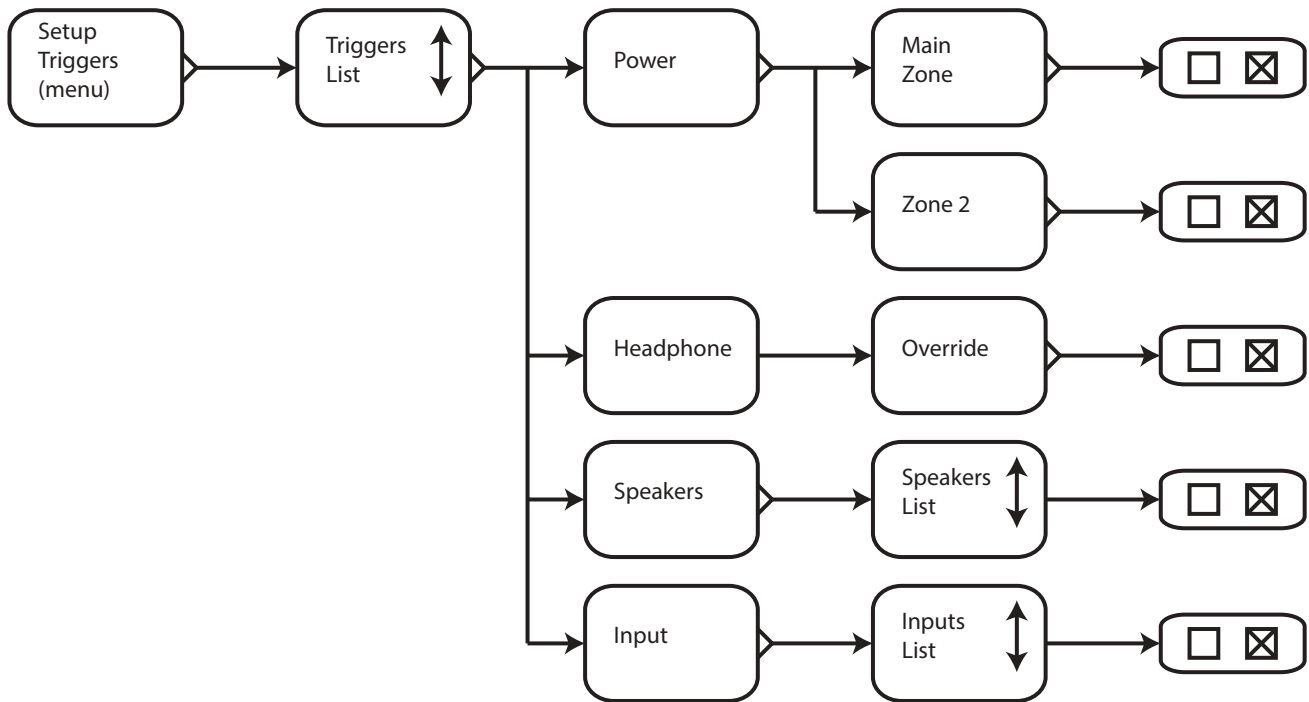 Setup
Triggers
(menu)
Triggers
List
Power
Main
Zone
Zone 2
Headphone
Override
Speakers
Speakers
List
Input
Inputs
List